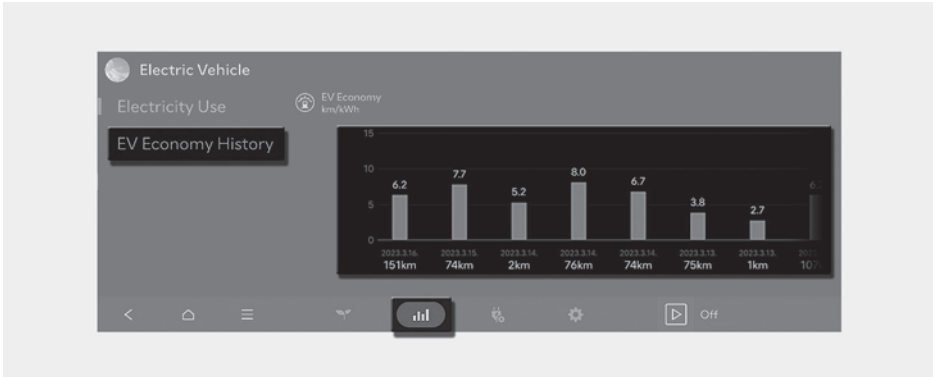 Electric Vehicle
Electricity Use
EV Economy History
EV Economy
km/kWh
15
10
5
0
6.2 7.7 5.2 8.0 6.7 3.8 2.7
2023.3.16. 2023.3.15. 2023.3.14. 2023.3.14. 2023.3.14. 2023.3.13. 2023.3.13.
151km 74km 2km 76km 74km 75km 1km
Off